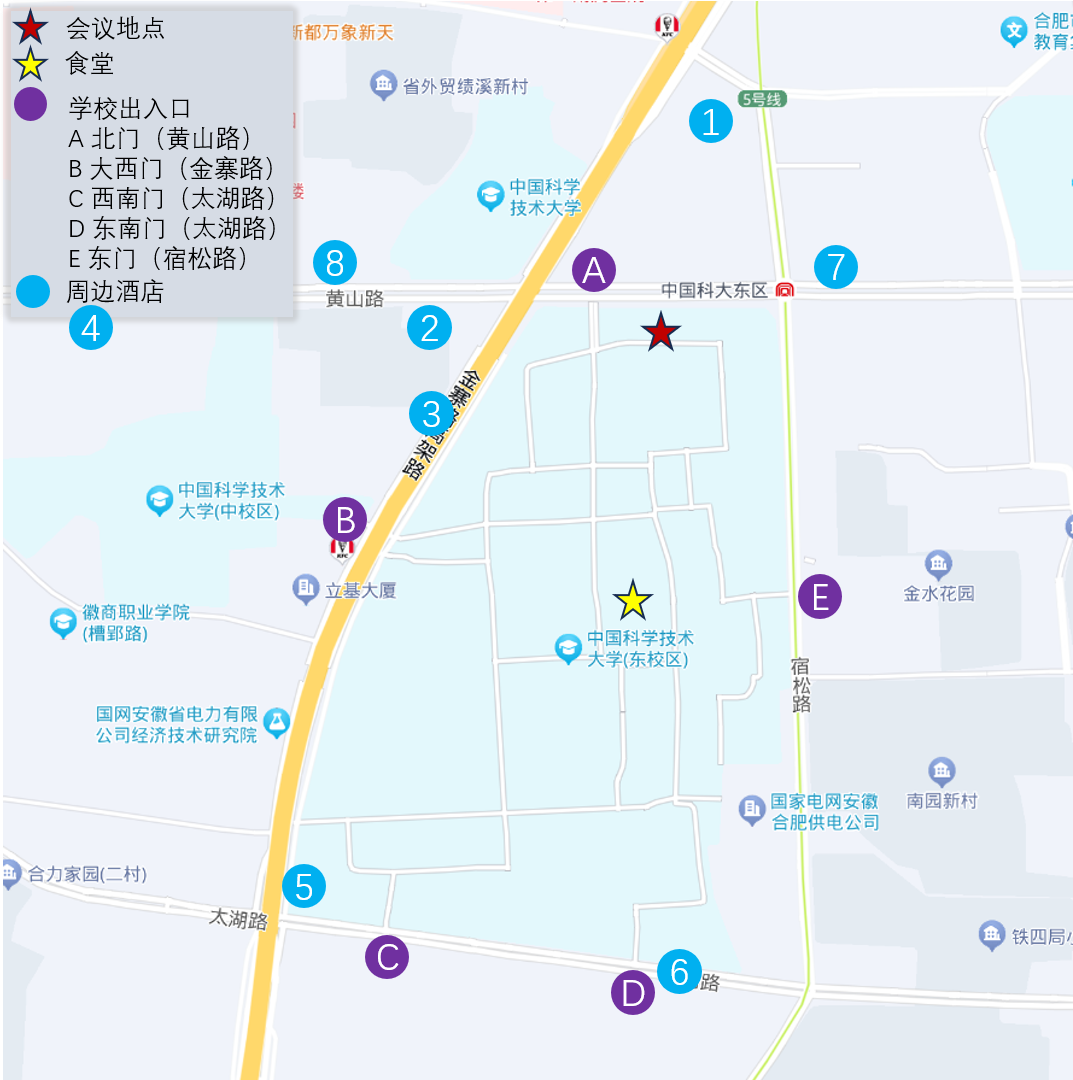 会议地点
食堂
学校出入口
A 北门（黄山路）
B 大西门（金寨路）
C 西南门（太湖路）
D 东南门（太湖路）
E 东门（宿松路）
周边酒店
新都万象新天
KFC
合肥
教育
省外贸绩溪新村
5号线
1
中国科学
技术大学
楼
8
A
7
黄山路
中国科大东区
4
2
3
金寨路高架路
中国科学技术
大学(中校区)
B
KFC
立基大厦
E
金水花园
徽商职业学院
(槽郢路)
中国科学技术
大学(东校区)
宿松路
国网安徽省电力有限
公司经济技术研究院
南园新村
国家电网安徽
合肥供电公司
合力家园(二村)
5
太湖路
铁四局
C
6
D
路